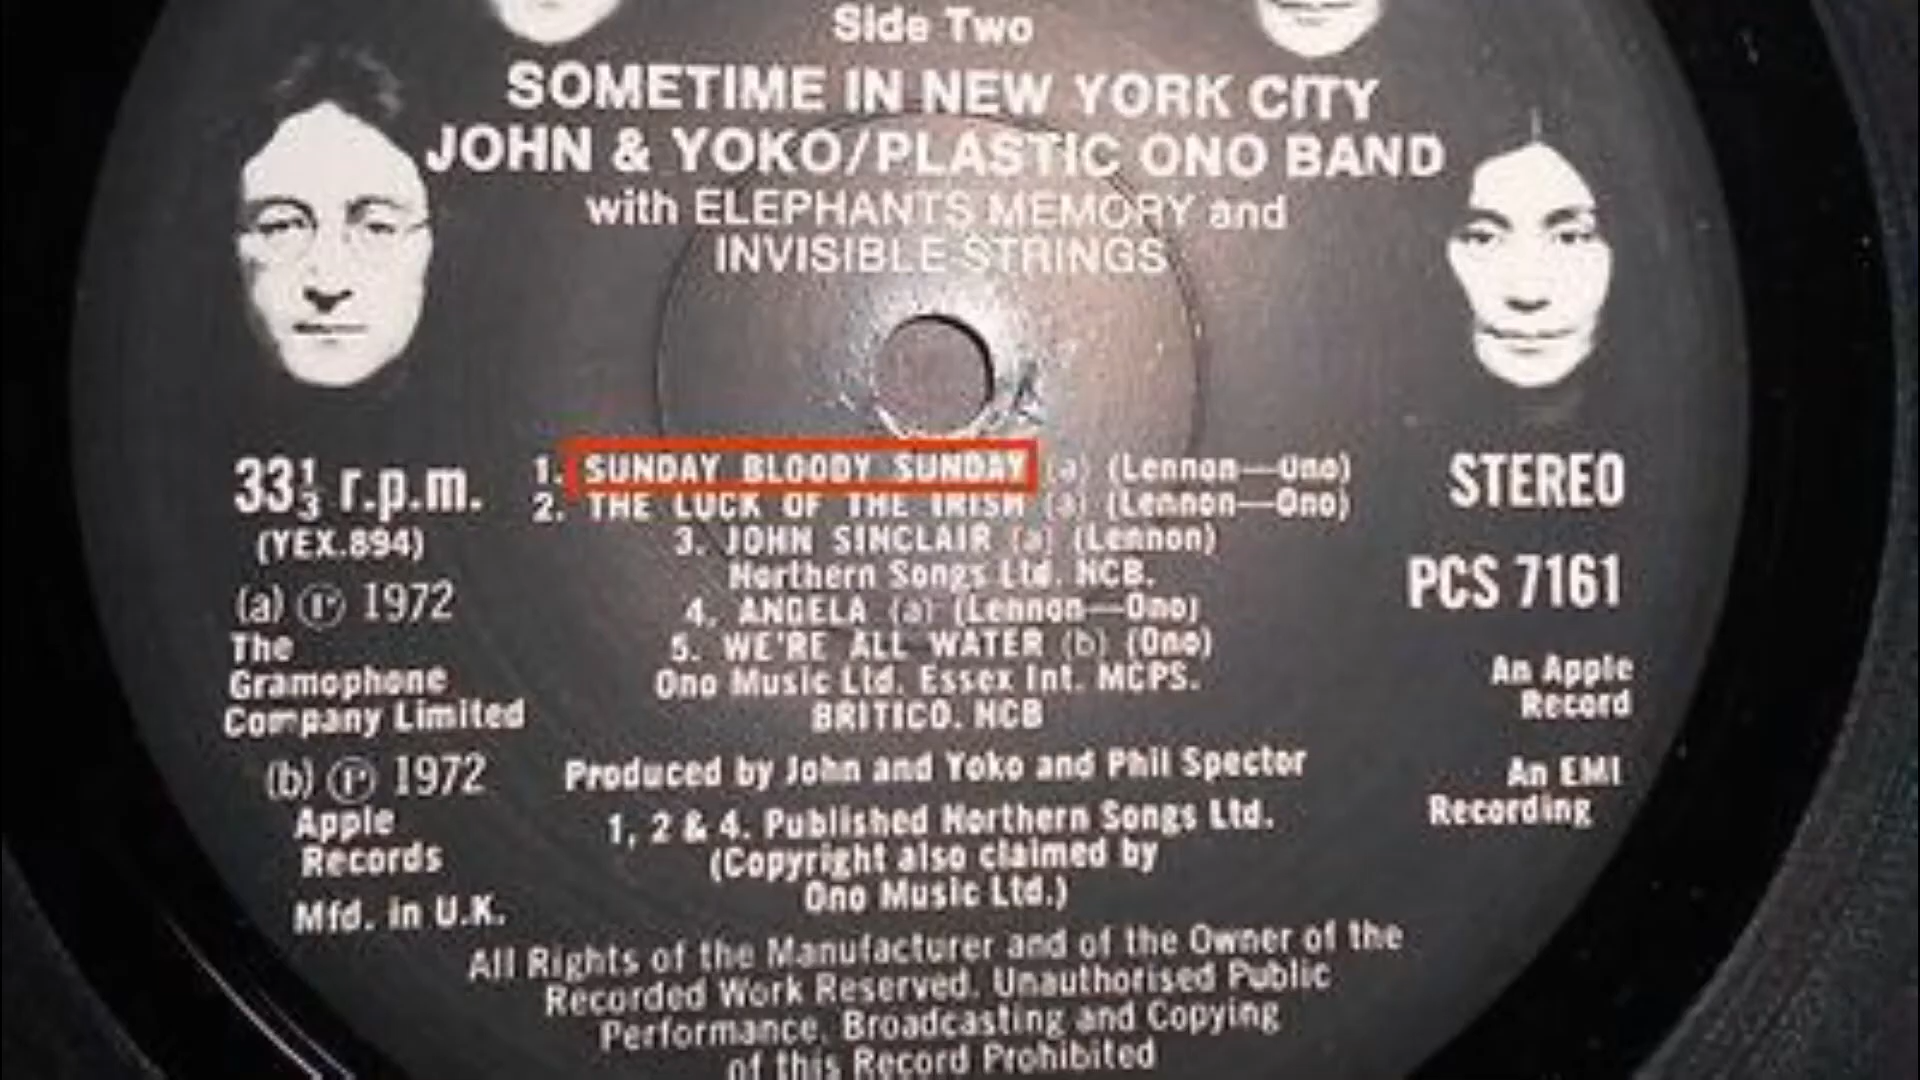 Side Two
SOMETIME IN NEW YORK CITY
JOHN & YOKO/PLASTIC ONO BAND
with ELEPHANTS MEMORY and
INVISIBLE STRINGS
33⅓ r.p.m.
(YEX.894)
(a) ℗ 1972
The
Gramophone
Company Limited
(b) ℗ 1972
Apple
Records
Mfd. in U.K.
1. SUNDAY BLOODY SUNDAY (a) (Lennon—Ono)
2. THE LUCK OF THE IRISH (a) (Lennon—Ono)
3. JOHN SINCLAIR (a) (Lennon)
Northern Songs Ltd. NCB.
4. ANGELA (a) (Lennon—Ono)
5. WE'RE ALL WATER (b) (Ono)
Ono Music Ltd. Essex Int. MCPS.
BRITICO. NCB
Produced by John and Yoko and Phil Spector
1, 2 & 4. Published Northern Songs Ltd.
(Copyright also claimed by
Ono Music Ltd.)
STEREO
PCS 7161
An Apple
Record
An EMI
Recording
All Rights of the Manufacturer and of the Owner of the
Recorded Work Reserved. Unauthorised Public
Performance, Broadcasting and Copying
of this Record Prohibited